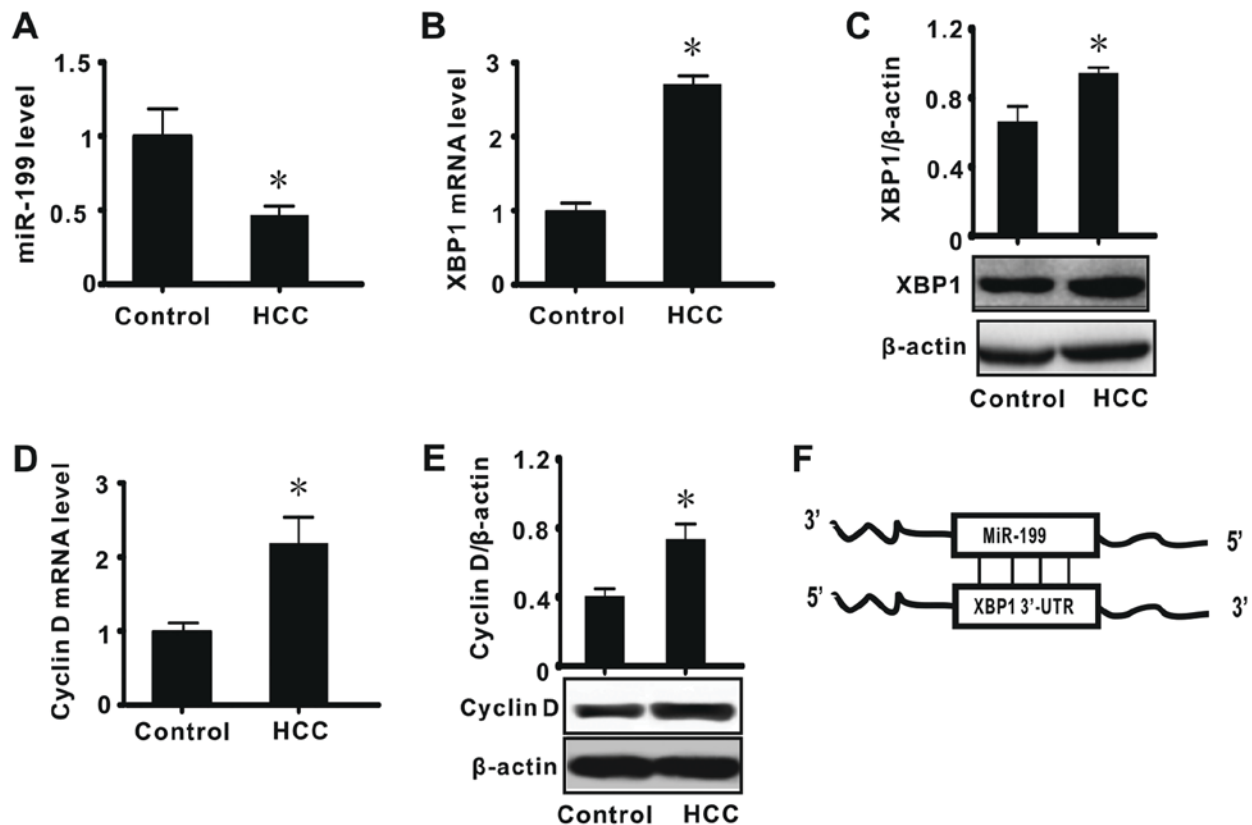 A
miR-199 level
1.5
1
0.5
0
*
Control HCC
B
XBP1 mRNA level
3
2
1
0
*
Control HCC
C
XBP1/β-actin
1.2
0.8
0.4
0
*
XBP1
β-actin
Control HCC
D
Cyclin D mRNA level
3
2
1
0
*
Control HCC
E
Cyclin D/β-actin
1.2
0.8
0.4
0
*
Cyclin D
β-actin
Control HCC
F
3’ MiR-199 5’
5’ XBP1 3’-UTR 3’